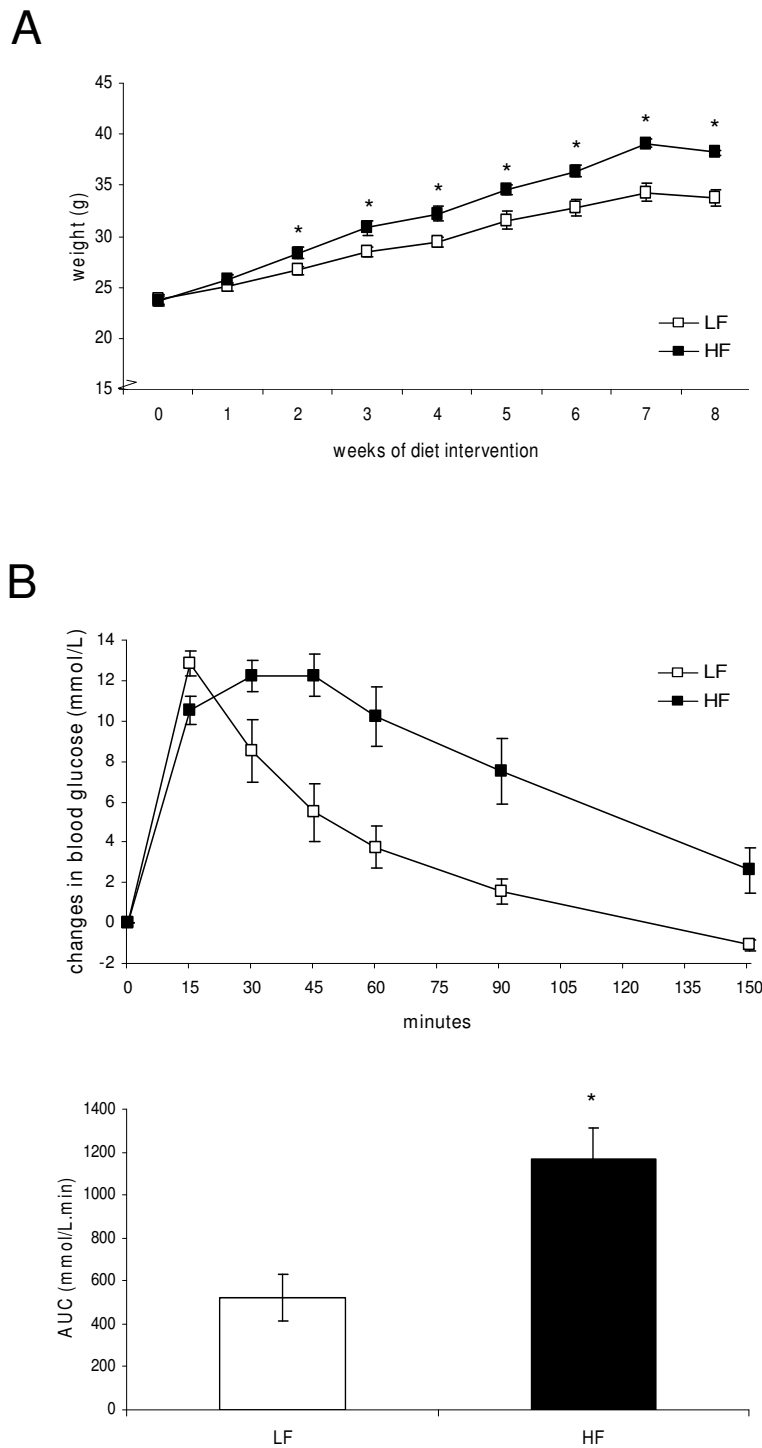 A
45
40
35
30
25
20
15
weight (g)
* * * * * * *
LF
HF
0 1 2 3 4 5 6 7 8
weeks of diet intervention
B
14
12
10
8
6
4
2
0
-2
changes in blood glucose (mmol/L)
LF
HF
0 15 30 45 60 75 90 105 120 135 150
minutes
1400
1200
1000
800
600
400
200
0
AUC (mmol/L.min)
*
LF HF